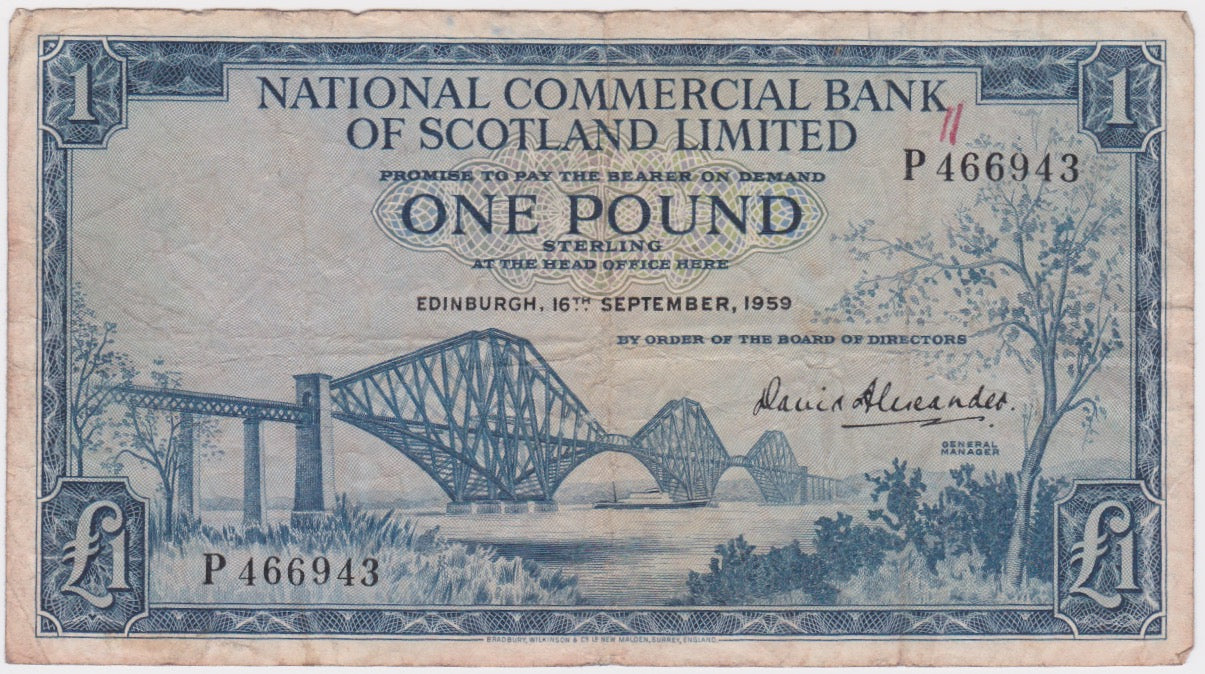 1
1
NATIONAL COMMERCIAL BANK
OF SCOTLAND LIMITED
11
P 466943
PROMISE TO PAY THE BEARER ON DEMAND
ONE POUND
STERLING
AT THE HEAD OFFICE HERE
EDINBURGH, 16TH SEPTEMBER, 1959
BY ORDER OF THE BOARD OF DIRECTORS
David Alexander.
GENERAL
MANAGER
£1
£1
P 466943
BRADBURY, WILKINSON & Co. Ld. NEW MALDEN, SURREY, ENGLAND.